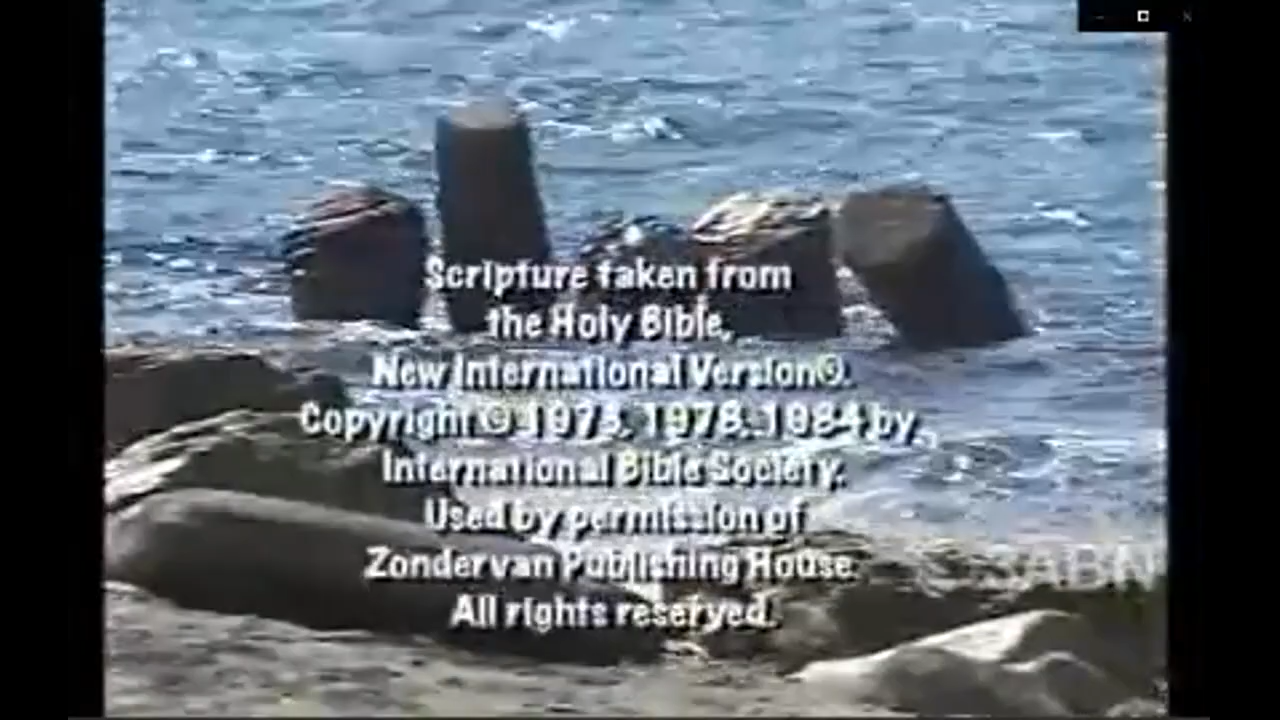 Scripture taken from
the Holy Bible,
New International Version®.
Copyright © 1973, 1978, 1984 by
International Bible Society.
Used by permission of
Zondervan Publishing House.
All rights reserved.
© 3ABN